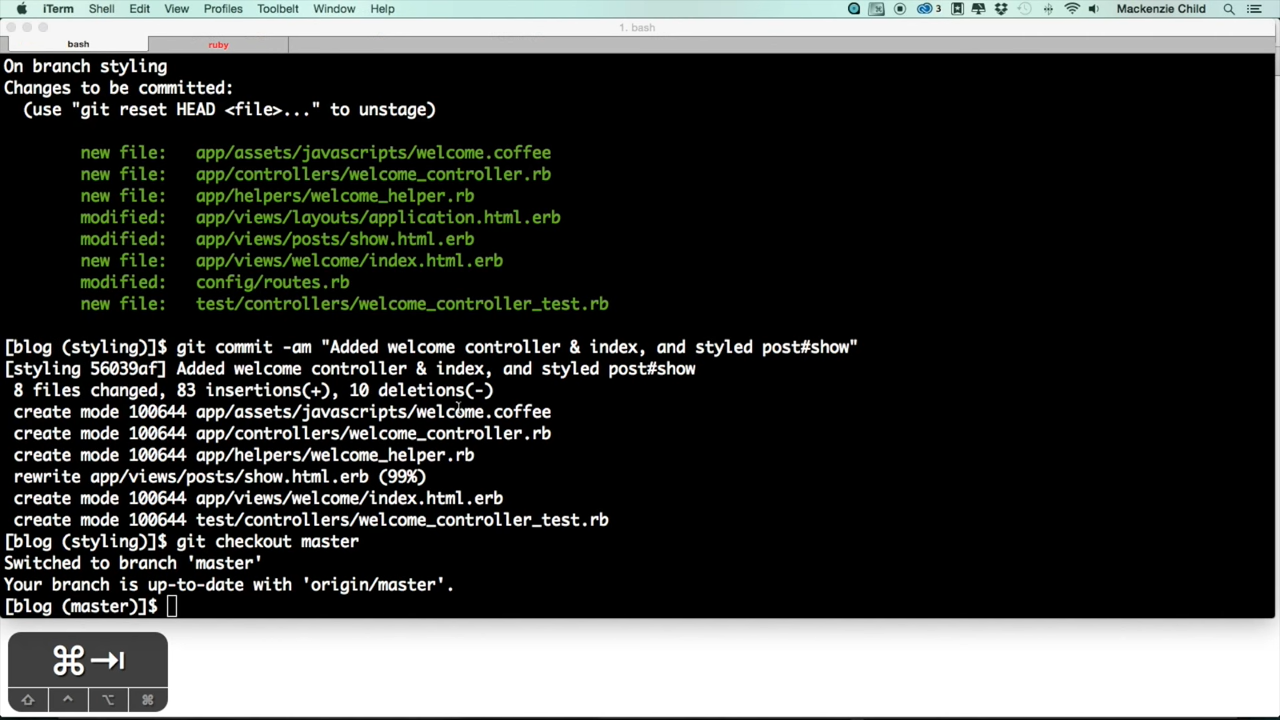 iTerm Shell Edit View Profiles Toolbelt Window Help 3 Mackenzie Child
1. bash
bash ruby
On branch styling
Changes to be committed:
(use "git reset HEAD <file>..." to unstage)
new file: app/assets/javascripts/welcome.coffee
new file: app/controllers/welcome_controller.rb
new file: app/helpers/welcome_helper.rb
modified: app/views/layouts/application.html.erb
modified: app/views/posts/show.html.erb
new file: app/views/welcome/index.html.erb
modified: config/routes.rb
new file: test/controllers/welcome_controller_test.rb
[blog (styling)]$ git commit -am "Added welcome controller & index, and styled post#show"
[styling 56039af] Added welcome controller & index, and styled post#show
8 files changed, 83 insertions(+), 10 deletions(-)
create mode 100644 app/assets/javascripts/welcome.coffee
create mode 100644 app/controllers/welcome_controller.rb
create mode 100644 app/helpers/welcome_helper.rb
rewrite app/views/posts/show.html.erb (99%)
create mode 100644 app/views/welcome/index.html.erb
create mode 100644 test/controllers/welcome_controller_test.rb
[blog (styling)]$ git checkout master
Switched to branch 'master'
Your branch is up-to-date with 'origin/master'.
[blog (master)]$